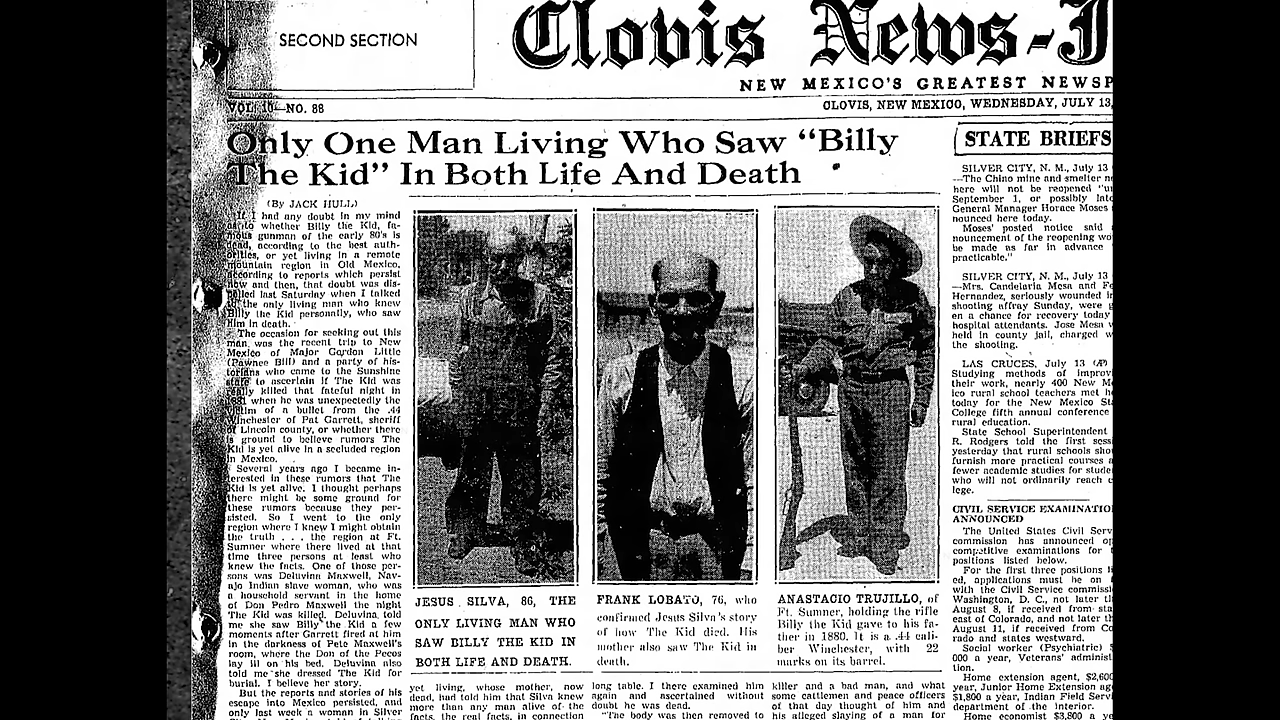 SECOND SECTION
Clovis News-J
NEW MEXICO'S GREATEST NEWSP
VOL. 10—NO. 88
CLOVIS, NEW MEXICO, WEDNESDAY, JULY 13,
Only One Man Living Who Saw “Billy
The Kid” In Both Life And Death
(By JACK HULL)
If I had any doubt in my mind
as to whether Billy the Kid, fa-
mous gunman of the early 80's is
dead, according to the best auth-
orities, or yet living in a remote
mountain region in Old Mexico,
according to reports which persist
now and then, that doubt was dis-
pelled last Saturday when I talked
to the only living man who knew
Billy the Kid personally, who saw
him in death.
The occasion for seeking out this
man, was the recent trip to New
Mexico of Major Gordon Little
(Pawnee Bill) and a party of his-
torians who came to the Sunshine
state to ascertain if The Kid was
really killed that fateful night in
1881 when he was unexpectedly the
victim of a bullet from the .44
Winchester of Pat Garrett, sheriff
of Lincoln county, or whether there
is ground to believe rumors The
Kid is yet alive in a secluded region
in Mexico.
Several years ago I became in-
terested in these rumors that The
Kid is yet alive. I thought perhaps
there might be some ground for
these rumors because they per-
sisted. So I went to the only
region where I knew I might obtain
the truth . . . the region at Ft.
Sumner where there lived at that
time three persons at least who
knew the facts. One of those per-
sons was Deluvina Maxwell, Nav-
ajo Indian slave woman, who was
a household servant in the home
of Don Pedro Maxwell the night
The Kid was killed. Deluvina told
me she saw Billy the Kid a few
moments after Garrett fired at him
in the darkness of Pete Maxwell's
room, where the Don of the Pecos
lay ill on his bed. Deluvina also
told me she dressed The Kid for
burial. I believe her story.
But the reports and stories of his
escape into Mexico persisted, and
only last week a woman in Silver
JESUS SILVA, 86, THE
ONLY LIVING MAN WHO
SAW BILLY THE KID IN
BOTH LIFE AND DEATH.
FRANK LOBATO, 76, who
confirmed Jesus Silva's story
of how The Kid died. His
mother also saw The Kid in
death.
ANASTACIO TRUJILLO, of
Ft. Sumner, holding the rifle
Billy the Kid gave to his fa-
ther in 1880. It is a .44 cali-
ber Winchester, with 22
marks on its barrel.
yet living, whose mother, now
dead, had told him that Silva knew
more than any man alive of the
facts, the real facts, in connection
long table. I there examined him
again and ascertained without
doubt he was dead.
"The body was then removed to
killer and a bad man, and what
some cattlemen and peace officers
of that day thought of him and
his alleged slaying of a man for
STATE BRIEFS
SILVER CITY, N. M., July 13
—The Chino mine and smelter
here will not be reopened
September 1, or possibly
General Manager Horace Moses
nounced here today.
Moses' posted notice said
nouncement of the reopening wo
be made as far in advance
practicable."
SILVER CITY, N. M., July 13
—Mrs. Candelaria Mesa and Fe
Hernandez, seriously wounded in
shooting affray Sunday, were g
en a chance for recovery today
hospital attendants. Jose Mesa
held in county jail, charged w
the shooting.
LAS CRUCES, July 13 (AP)
Studying methods of improvi
their work, nearly 400 New M
ico rural school teachers met h
today for the New Mexico Sta
College fifth annual conference
rural education.
State School Superintendent
R. Rodgers told the first sessi
yesterday that rural schools shou
furnish more practical courses a
fewer academic studies for stude
who will not ordinarily reach c
lege.
CIVIL SERVICE EXAMINATIO
ANNOUNCED
The United States Civil Serv
commission has announced op
competitive examinations for t
positions listed below.
For the first three positions li
ed, applications must be on
with the Civil Service commissi
Washington, D. C., not later th
August 8, if received from sta
east of Colorado, and not later th
August 11, if received from Co
rado and states westward.
Social worker (Psychiatric) $
000 a year, Veterans' administ
tion.
Home extension agent, $2,600
year, Junior Home Extension age
$1,800 a year, Indian Field Serv
department of the interior.
Home economist $3,800 a ye